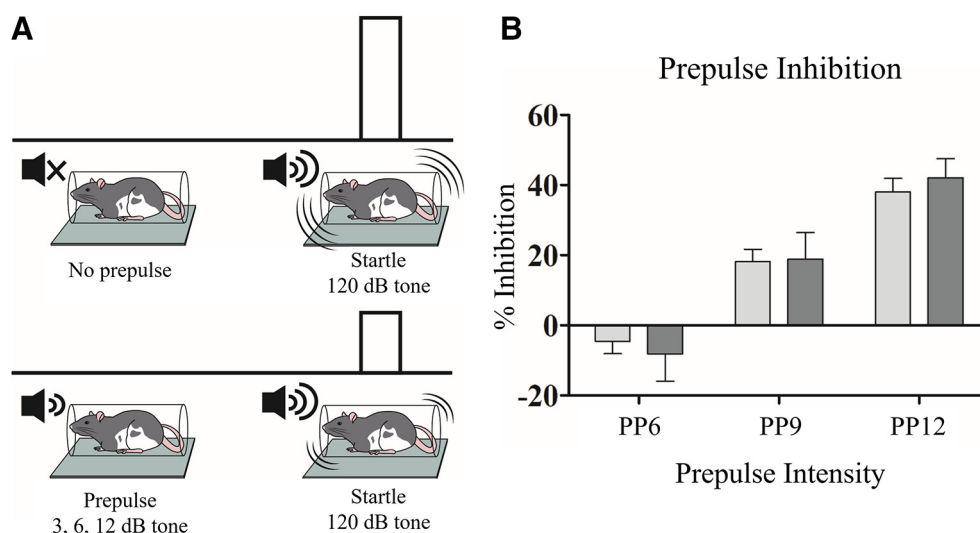 A
No prepulse
Startle
120 dB tone
Prepulse
3, 6, 12 dB tone
Startle
120 dB tone
B
Prepulse Inhibition
% Inhibition
60
40
20
0
-20
PP6 PP9 PP12
Prepulse Intensity